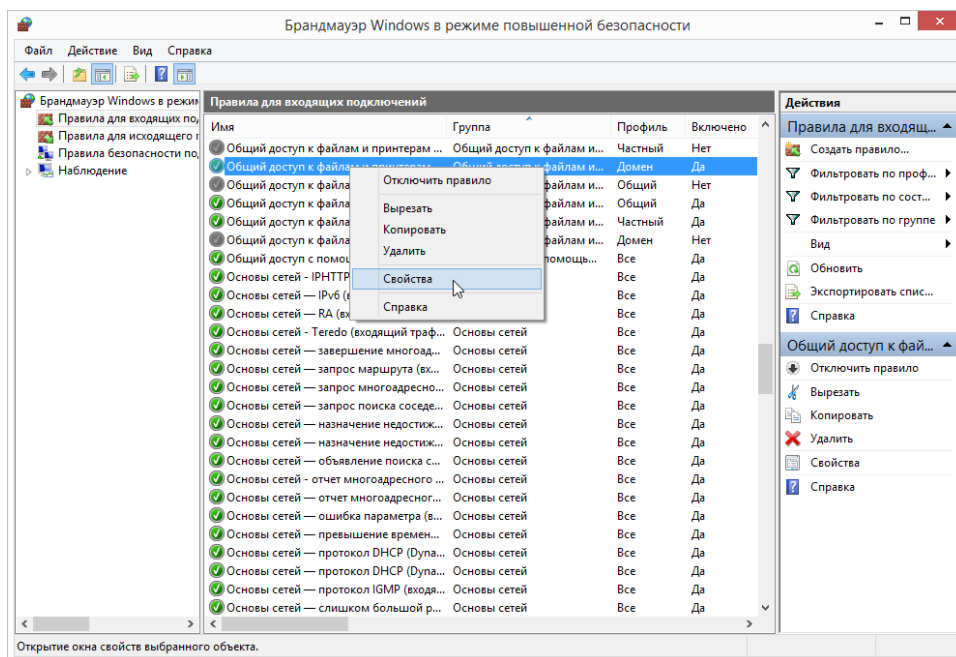 Брандмауэр Windows в режиме повышенной безопасности
Файл Действие Вид Справка
Брандмауэр Windows в режим
Правила для входящих по
Правила для исходящего
Правила безопасности по
Наблюдение
Правила для входящих подключений
Имя Группа Профиль Включено
Общий доступ к файлам и принтерам ... Общий доступ к файлам и... Частный Нет
Общий доступ к файлам и принтерам Общий доступ к файлам и... Домен Да
Общий доступ к файла файлам и... Общий Нет
Общий доступ к файла файлам и... Общий Да
Общий доступ к файла файлам и... Частный Да
Общий доступ к файла файлам и... Домен Нет
Общий доступ с помо помощь... Все Да
Основы сетей - IPHTTP Все Да
Основы сетей — IPv6 (в Все Да
Основы сетей — RA (вх Все Да
Основы сетей - Teredo (входящий траф... Основы сетей Все Да
Основы сетей — завершение многоад... Основы сетей Все Да
Основы сетей — запрос маршрута (вх... Основы сетей Все Да
Основы сетей — запрос многоадресно... Основы сетей Все Да
Основы сетей — запрос поиска соседе... Основы сетей Все Да
Основы сетей — назначение недостиж... Основы сетей Все Да
Основы сетей — назначение недостиж... Основы сетей Все Да
Основы сетей — объявление поиска с... Основы сетей Все Да
Основы сетей - отчет многоадресного ... Основы сетей Все Да
Основы сетей — отчет многоадресног... Основы сетей Все Да
Основы сетей — ошибка параметра (в... Основы сетей Все Да
Основы сетей — превышение времен... Основы сетей Все Да
Основы сетей — протокол DHCP (Dyna... Основы сетей Все Да
Основы сетей — протокол DHCP (Dyna... Основы сетей Все Да
Основы сетей — протокол IGMP (входя... Основы сетей Все Да
Основы сетей — слишком большой р... Основы сетей Все Да
Отключить правило
Вырезать
Копировать
Удалить
Свойства
Справка
Действия
Правила для входящ...
Создать правило...
Фильтровать по проф...
Фильтровать по сост...
Фильтровать по группе
Вид
Обновить
Экспортировать спис...
Справка
Общий доступ к фай...
Отключить правило
Вырезать
Копировать
Удалить
Свойства
Справка
Открытие окна свойств выбранного объекта.